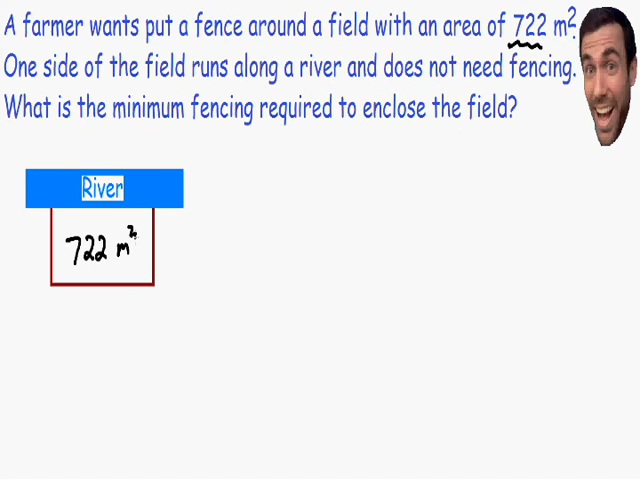 A farmer wants put a fence around a field with an area of 722 m².
One side of the field runs along a river and does not need fencing.
What is the minimum fencing required to enclose the field?
River
722 m²